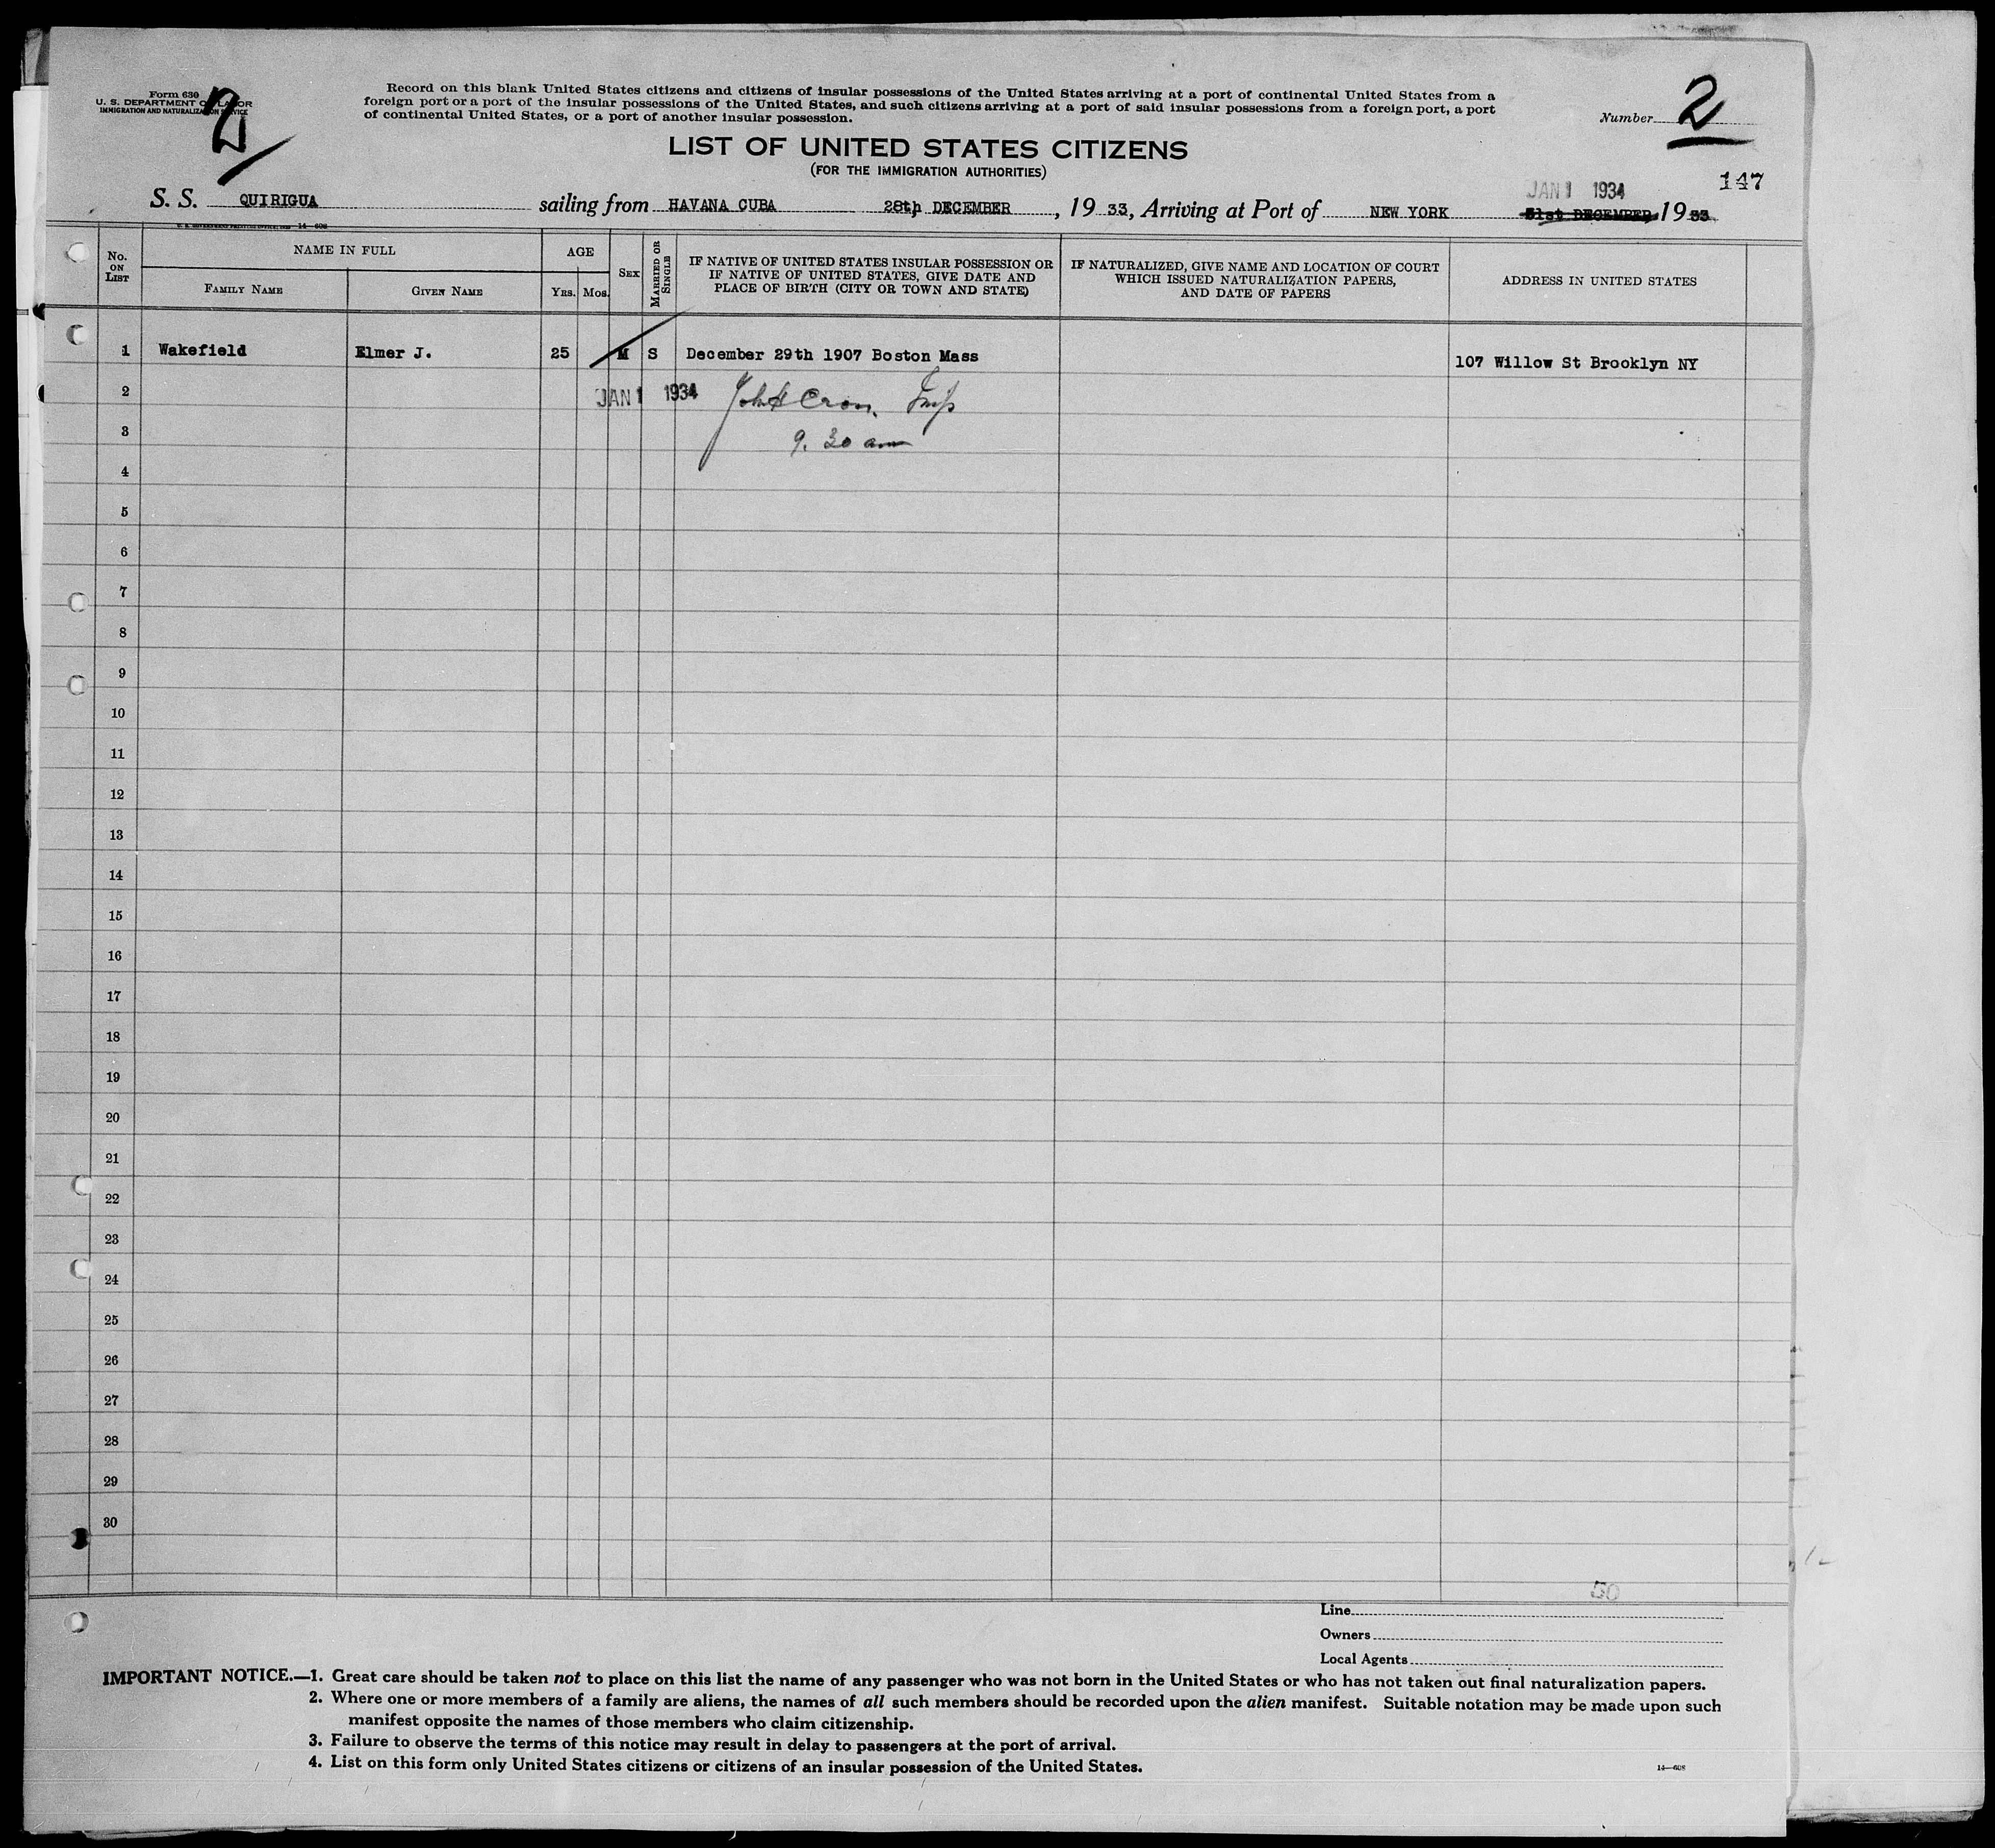 Form 630
U. S. DEPARTMENT OF LABOR
IMMIGRATION AND NATURALIZATION SERVICE
2
Record on this blank United States citizens and citizens of insular possessions of the United States arriving at a port of continental United States from a
foreign port or a port of the insular possessions of the United States, and such citizens arriving at a port of said insular possessions from a foreign port, a port
of continental United States, or a port of another insular possession.
Number 2
LIST OF UNITED STATES CITIZENS
(FOR THE IMMIGRATION AUTHORITIES)
147
JAN 1 1934
S. S. QUIRIGUA sailing from HAVANA CUBA 28th DECEMBER, 19 33, Arriving at Port of NEW YORK 31st DECEMBER, 19 33
14-608
No. ON LIST
NAME IN FULL
FAMILY NAME
GIVEN NAME
AGE
YRS. MOS.
SEX
MARRIED OR SINGLE
IF NATIVE OF UNITED STATES INSULAR POSSESSION OR
IF NATIVE OF UNITED STATES, GIVE DATE AND
PLACE OF BIRTH (CITY OR TOWN AND STATE)
IF NATURALIZED, GIVE NAME AND LOCATION OF COURT
WHICH ISSUED NATURALIZATION PAPERS,
AND DATE OF PAPERS
ADDRESS IN UNITED STATES
1 Wakefield Elmer J. 25 M S December 29th 1907 Boston Mass 107 Willow St Brooklyn NY
2 JAN 1 1934
3 9.30 am
4
5
6
7
8
9
10
11
12
13
14
15
16
17
18
19
20
21
22
23
24
25
26
27
28
29
30
50
Line
Owners
Local Agents
IMPORTANT NOTICE.—1. Great care should be taken not to place on this list the name of any passenger who was not born in the United States or who has not taken out final naturalization papers.
2. Where one or more members of a family are aliens, the names of all such members should be recorded upon the alien manifest. Suitable notation may be made upon such
manifest opposite the names of those members who claim citizenship.
3. Failure to observe the terms of this notice may result in delay to passengers at the port of arrival.
4. List on this form only United States citizens or citizens of an insular possession of the United States.
14—608